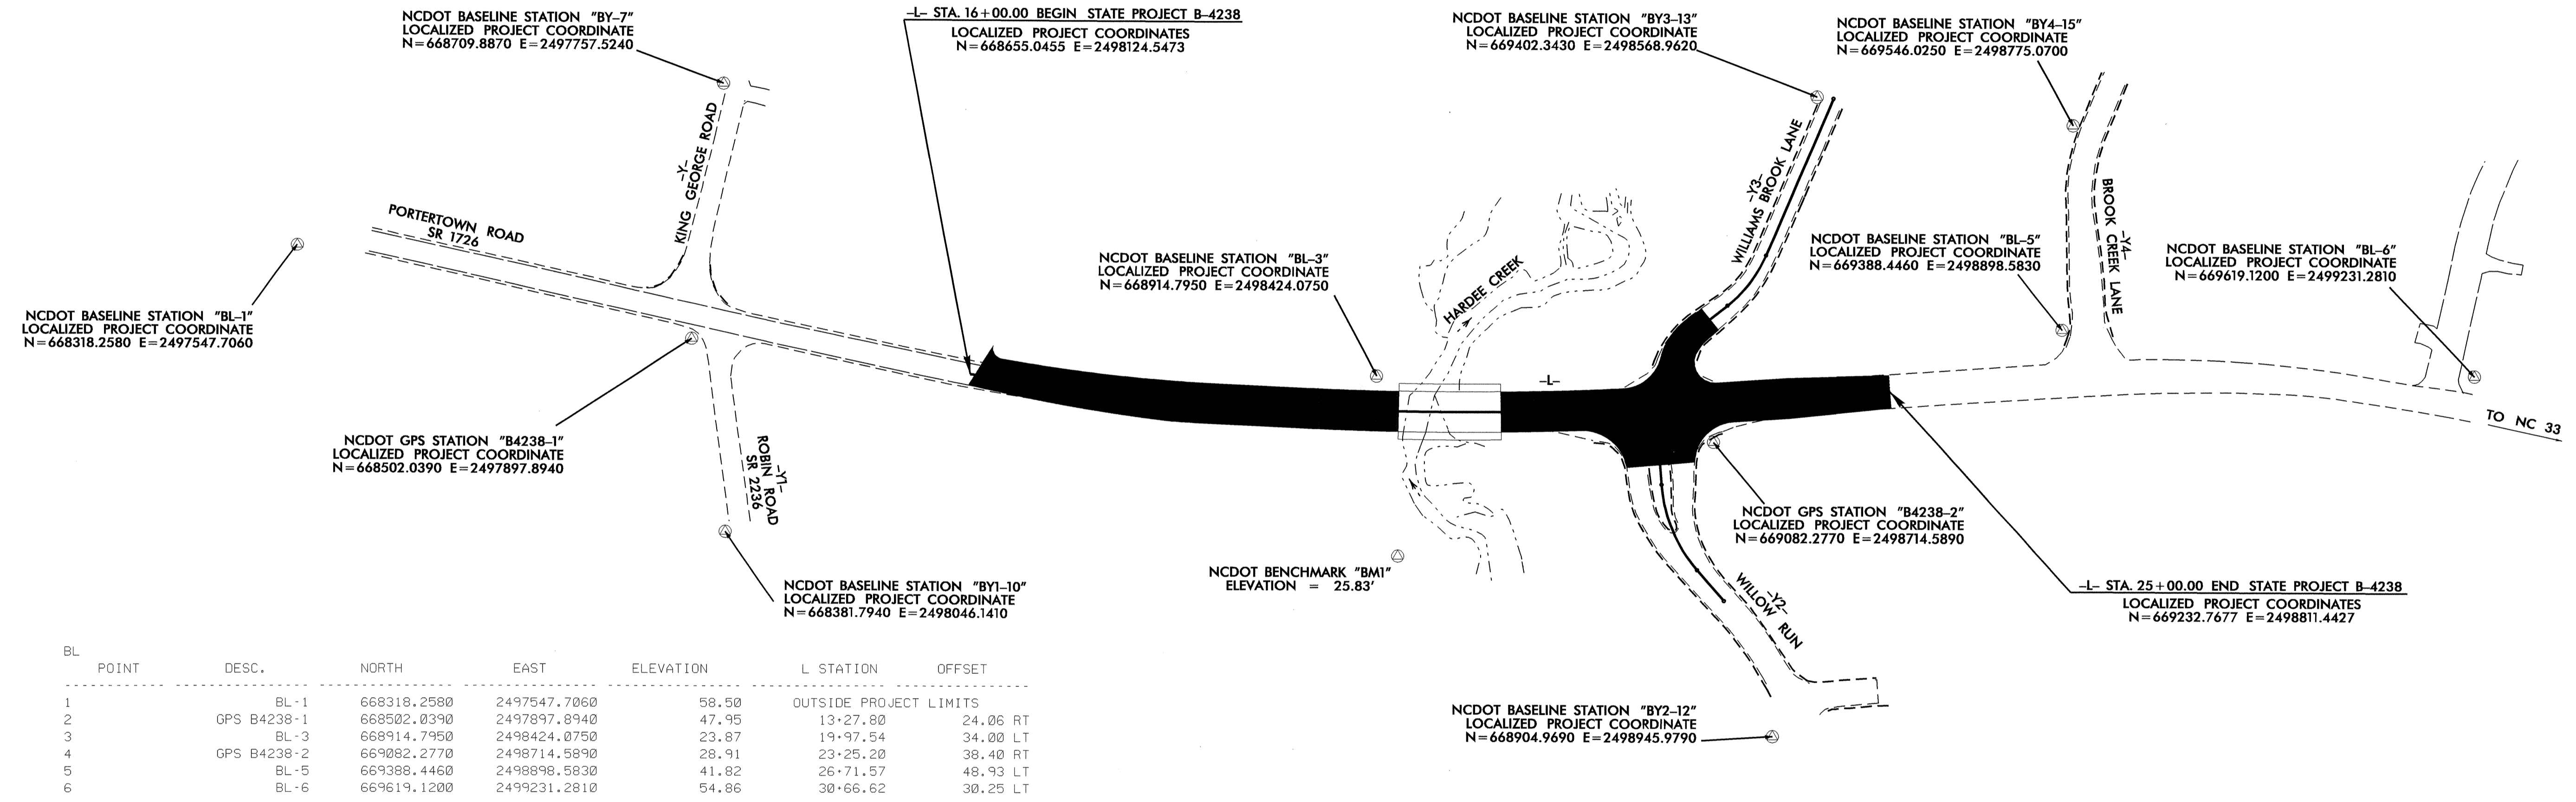 NCDOT BASELINE STATION "BY-7"
LOCALIZED PROJECT COORDINATE
N=668709.8870 E=2497757.5240
-L- STA. 16+00.00 BEGIN STATE PROJECT B-4238
LOCALIZED PROJECT COORDINATES
N=668655.0455 E=2498124.5473
NCDOT BASELINE STATION "BY3-13"
LOCALIZED PROJECT COORDINATE
N=669402.3430 E=2498568.9620
NCDOT BASELINE STATION "BY4-15"
LOCALIZED PROJECT COORDINATE
N=669546.0250 E=2498775.0700
-Y-
KING GEORGE ROAD
PORTERTOWN ROAD
SR 1726
-Y3-
WILLIAMS BROOK LANE
-Y4-
BROOK CREEK LANE
HARDEE CREEK
NCDOT BASELINE STATION "BL-3"
LOCALIZED PROJECT COORDINATE
N=668914.7950 E=2498424.0750
NCDOT BASELINE STATION "BL-5"
LOCALIZED PROJECT COORDINATE
N=669388.4460 E=2498898.5830
NCDOT BASELINE STATION "BL-6"
LOCALIZED PROJECT COORDINATE
N=669619.1200 E=2499231.2810
NCDOT BASELINE STATION "BL-1"
LOCALIZED PROJECT COORDINATE
N=668318.2580 E=2497547.7060
-L-
TO NC 33
NCDOT GPS STATION "B4238-1"
LOCALIZED PROJECT COORDINATE
N=668502.0390 E=2497897.8940
-Y1-
ROBIN ROAD
SR 2236
NCDOT GPS STATION "B4238-2"
LOCALIZED PROJECT COORDINATE
N=669082.2770 E=2498714.5890
NCDOT BENCHMARK "BM1"
ELEVATION = 25.83'
NCDOT BASELINE STATION "BY1-10"
LOCALIZED PROJECT COORDINATE
N=668381.7940 E=2498046.1410
-Y2-
WILLOW RUN
-L- STA. 25+00.00 END STATE PROJECT B-4238
LOCALIZED PROJECT COORDINATES
N=669232.7677 E=2498811.4427
NCDOT BASELINE STATION "BY2-12"
LOCALIZED PROJECT COORDINATE
N=668904.9690 E=2498945.9790
BL
POINT DESC. NORTH EAST ELEVATION L STATION OFFSET
1 BL-1 668318.2580 2497547.7060 58.50 OUTSIDE PROJECT LIMITS
2 GPS B4238-1 668502.0390 2497897.8940 47.95 13+27.80 24.06 RT
3 BL-3 668914.7950 2498424.0750 23.87 19+97.54 34.00 LT
4 GPS B4238-2 669082.2770 2498714.5890 28.91 23+25.20 38.40 RT
5 BL-5 669388.4460 2498898.5830 41.82 26+71.57 48.93 LT
6 BL-6 669619.1200 2499231.2810 54.86 30+66.62 30.25 LT